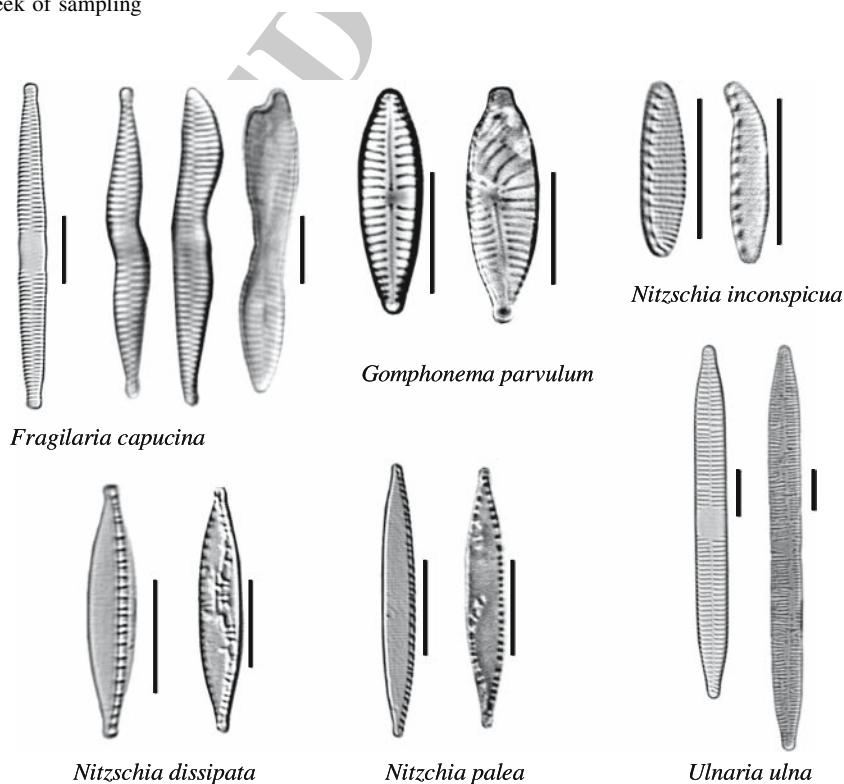 eek of sampling
Nitzschia inconspicua
Gomphonema parvulum
Fragilaria capucina
Nitzschia dissipata
Nitzchia palea
Ulnaria ulna